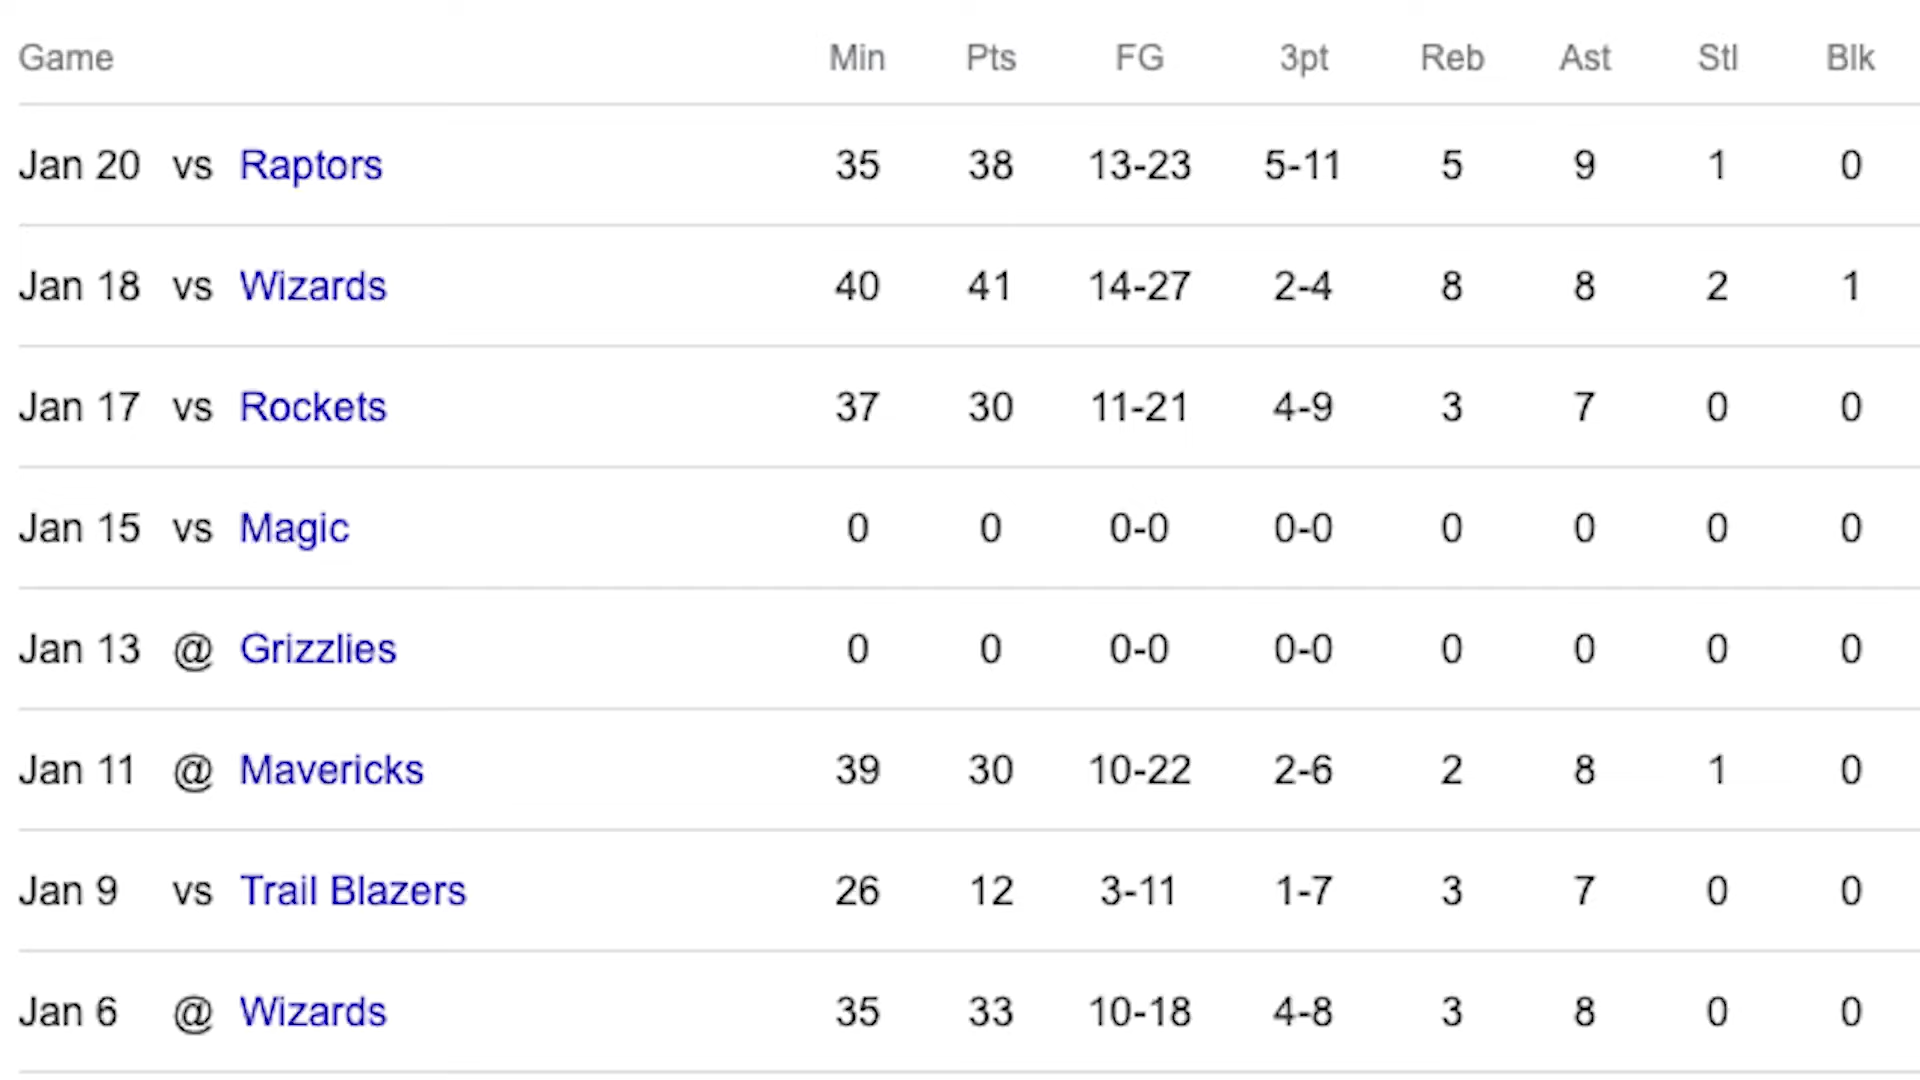 Game Min Pts FG 3pt Reb Ast Stl Blk
Jan 20 vs Raptors 35 38 13-23 5-11 5 9 1 0
Jan 18 vs Wizards 40 41 14-27 2-4 8 8 2 1
Jan 17 vs Rockets 37 30 11-21 4-9 3 7 0 0
Jan 15 vs Magic 0 0 0-0 0-0 0 0 0 0
Jan 13 @ Grizzlies 0 0 0-0 0-0 0 0 0 0
Jan 11 @ Mavericks 39 30 10-22 2-6 2 8 1 0
Jan 9 vs Trail Blazers 26 12 3-11 1-7 3 7 0 0
Jan 6 @ Wizards 35 33 10-18 4-8 3 8 0 0